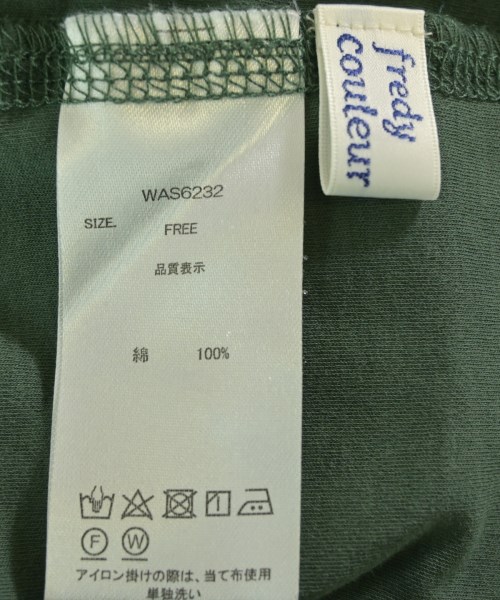 fredy
couleur
WAS6232
SIZE. FREE
品質表示
綿 100%
F W
アイロン掛けの際は、当て布使用
単独洗い